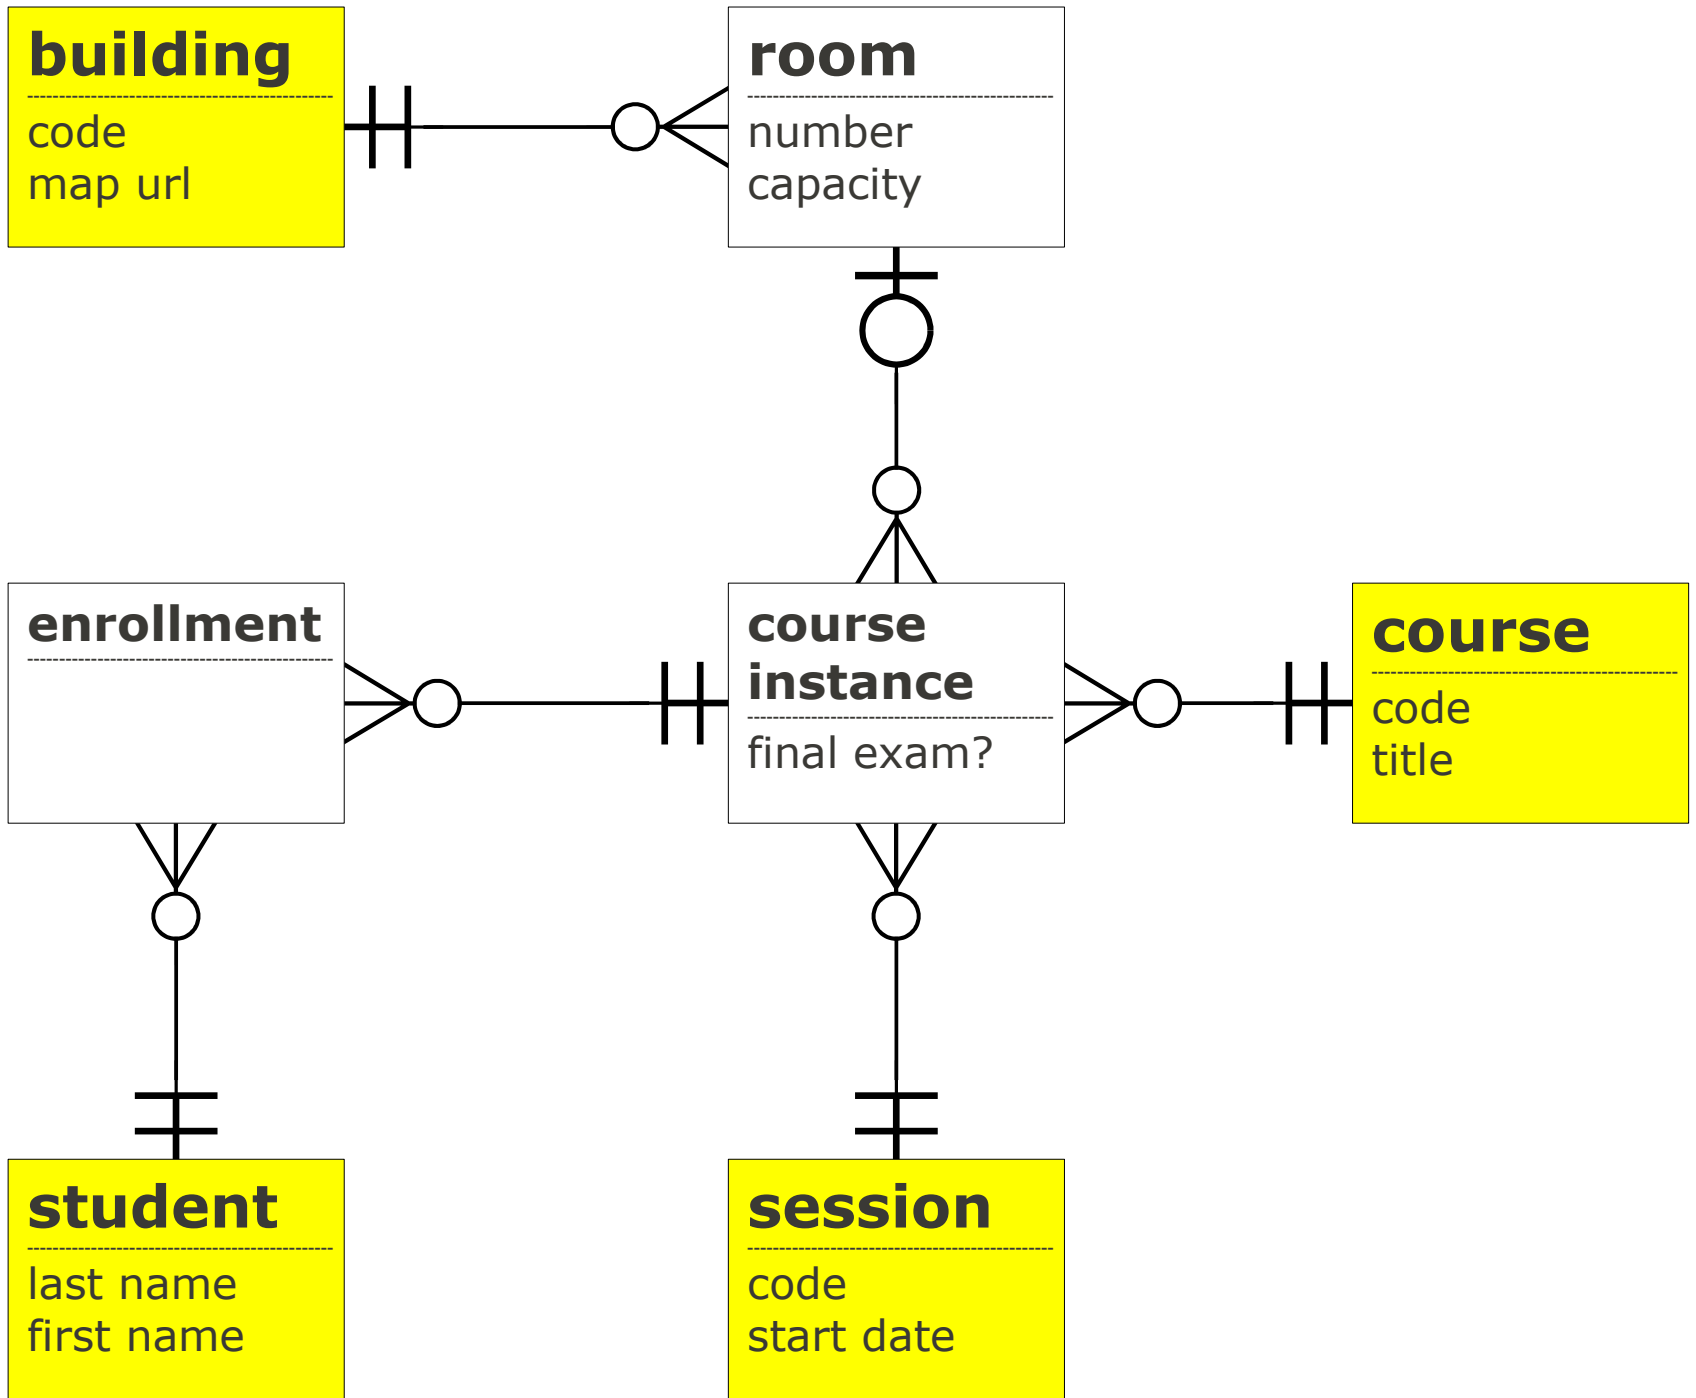 building
code
map url
room
number
capacity
enrollment
course
instance
final exam?
course
code
title
student
last name
first name
session
code
start date